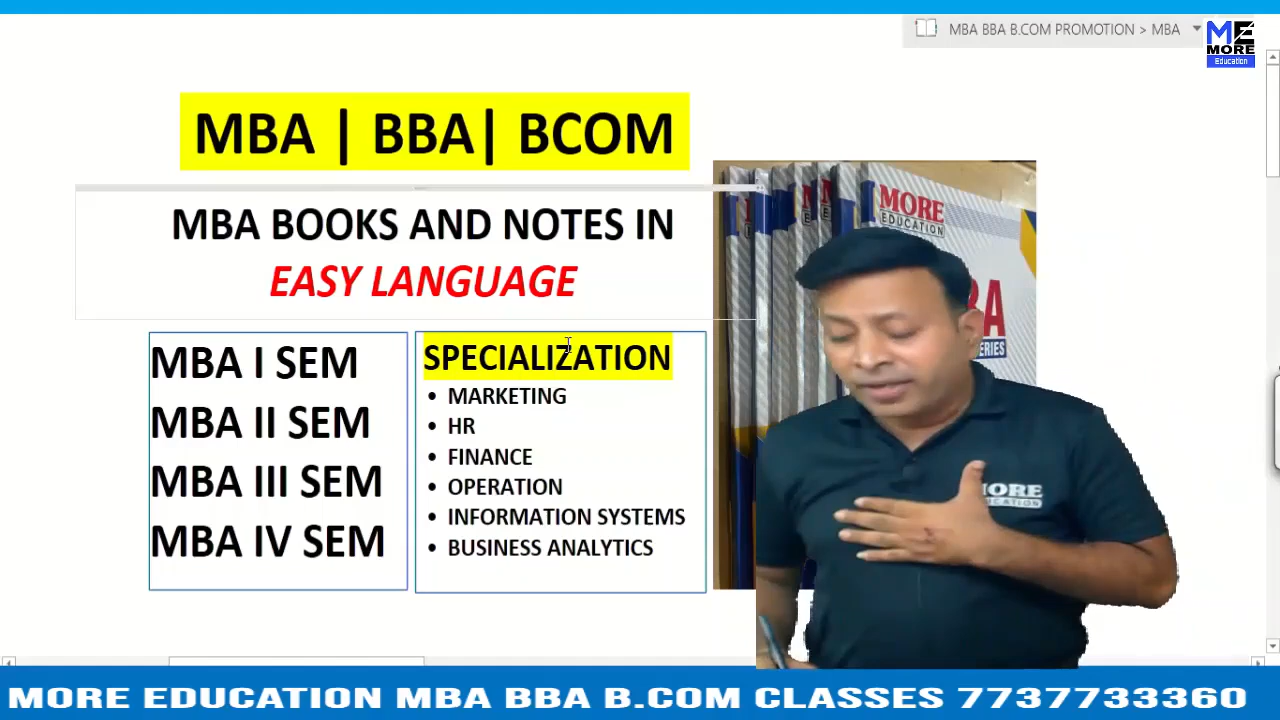 MBA BBA B.COM PROMOTION > MBA
ME
MORE
Education
MBA | BBA| BCOM
MBA BOOKS AND NOTES IN
EASY LANGUAGE
MBA I SEM
MBA II SEM
MBA III SEM
MBA IV SEM
SPECIALIZATION
• MARKETING
• HR
• FINANCE
• OPERATION
• INFORMATION SYSTEMS
• BUSINESS ANALYTICS
MORE
EDUCATION
MORE EDUCATION MBA BBA B.COM CLASSES 7737733360